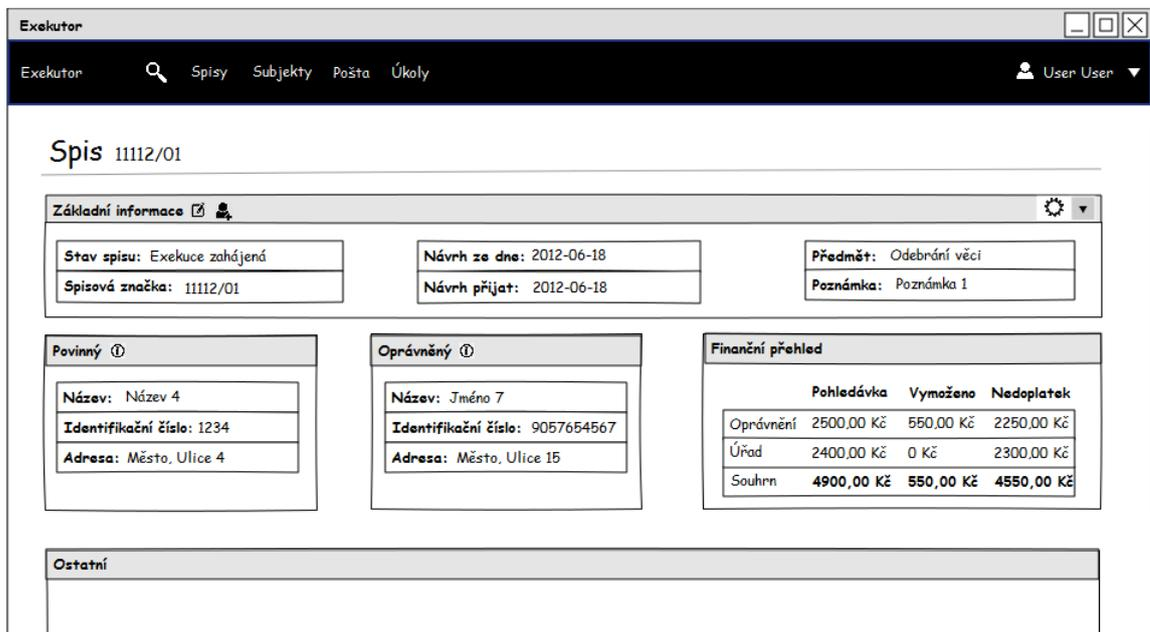 Exekutor
Exekutor Spisy Subjekty Pošta Úkoly User User
Spis 11112/01
Základní informace
Stav spisu: Exekuce zahájená
Spisová značka: 11112/01
Návrh ze dne: 2012-06-18
Návrh přijat: 2012-06-18
Předmět: Odebrání věci
Poznámka: Poznámka 1
Povinný
Název: Název 4
Identifikační číslo: 1234
Adresa: Město, Ulice 4
Oprávněný
Název: Jméno 7
Identifikační číslo: 9057654567
Adresa: Město, Ulice 15
Finanční přehled
Pohledávka Vymoženo Nedoplatek
Oprávnění 2500,00 Kč 550,00 Kč 2250,00 Kč
Úřad 2400,00 Kč 0 Kč 2300,00 Kč
Souhrn 4900,00 Kč 550,00 Kč 4550,00 Kč
Ostatní